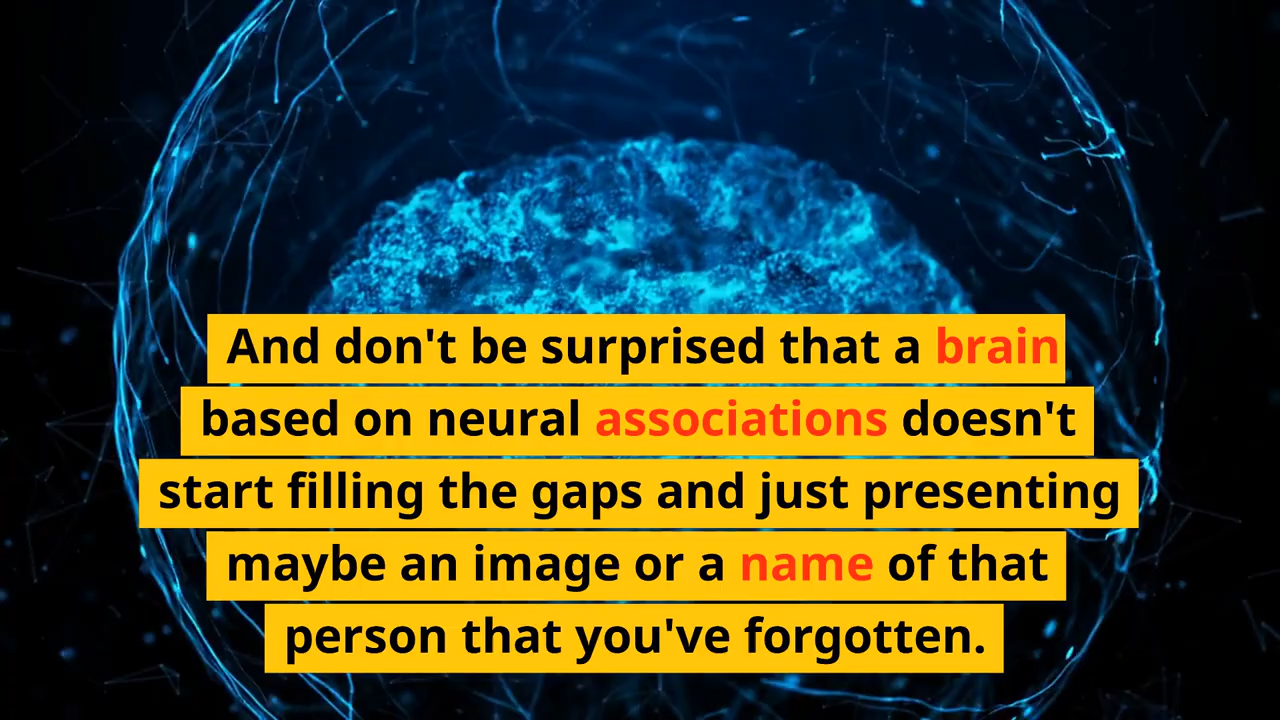 And don't be surprised that a brain
based on neural associations doesn't
start filling the gaps and just presenting
maybe an image or a name of that
person that you've forgotten.